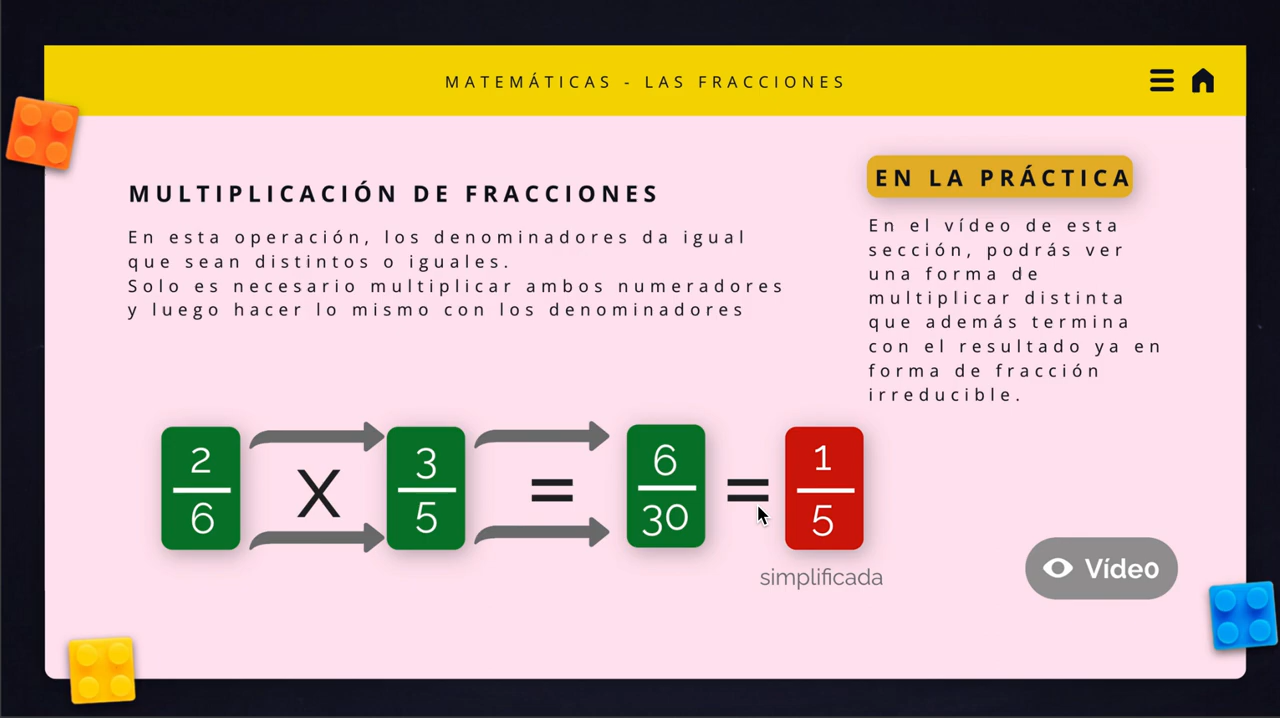 MATEMÁTICAS - LAS FRACCIONES
MULTIPLICACIÓN DE FRACCIONES
En esta operación, los denominadores da igual
que sean distintos o iguales.
Solo es necesario multiplicar ambos numeradores
y luego hacer lo mismo con los denominadores
EN LA PRÁCTICA
En el vídeo de esta
sección, podrás ver
una forma de
multiplicar distinta
que además termina
con el resultado ya en
forma de fracción
irreducible.
2/6 X 3/5 = 6/30 = 1/5
simplificada
Vídeo